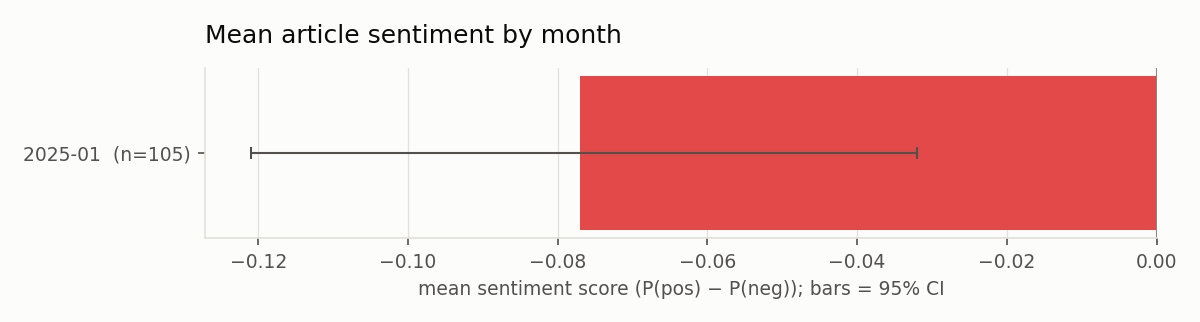 Mean article sentiment by month
2025-01  (n=105)
−0.12 −0.10 −0.08 −0.06 −0.04 −0.02 0.00
mean sentiment score (P(pos) − P(neg)); bars = 95% CI